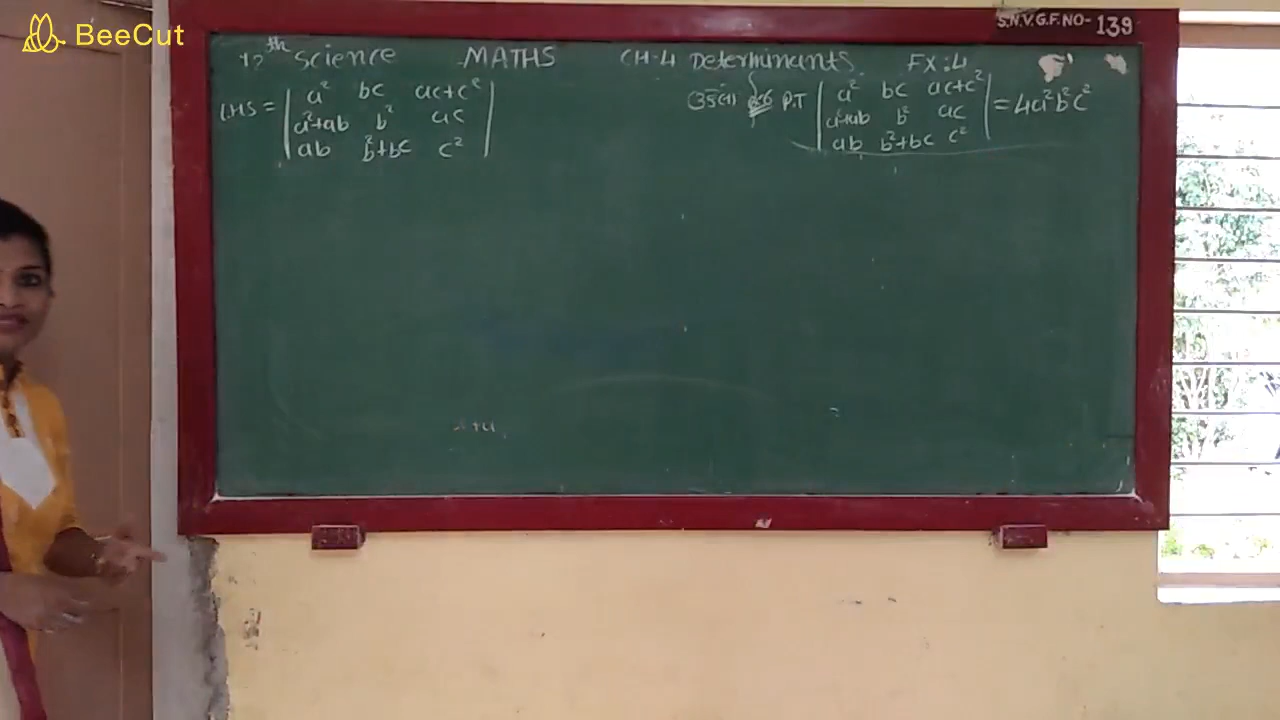 BeeCut
S.N.V.G.F.NO- 139
12th Science MATHS CH-4 Determinants EX:4
LHS = | a² bc ac+c² |
| a²+ab b² ac |
| ab b²+bc c² |
P.T | a² bc ac+c² | = 4a²b²c²
| a²+ab b² ac |
| ab b²+bc c² |